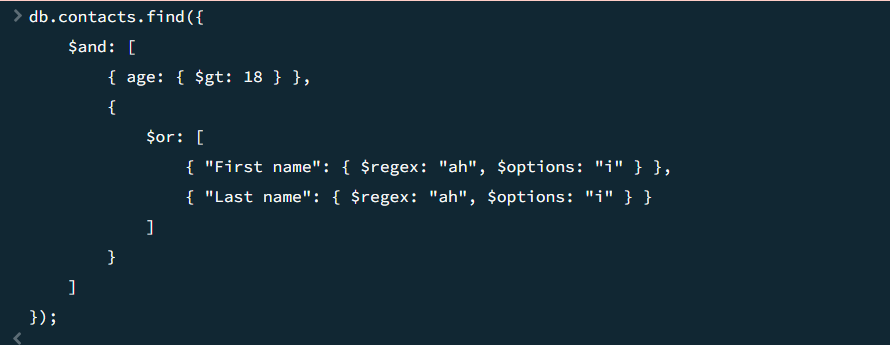 > db.contacts.find({
$and: [
{ age: { $gt: 18 } },
{
$or: [
{ "First name": { $regex: "ah", $options: "i" } },
{ "Last name": { $regex: "ah", $options: "i" } }
]
}
]
});
<